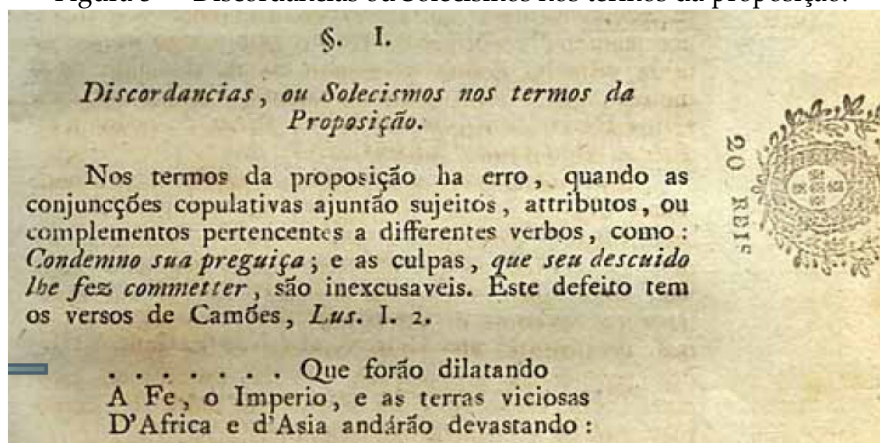 §. I.
Discordancias, ou Solecismos nos termos da
Proposição.
Nos termos da proposição ha erro, quando as
conjuncções copulativas ajuntão sujeitos, attributos, ou
complementos pertencentes a differentes verbos, como:
Condemno sua preguiça; e as culpas, que seu descuido
lhe fez commetter, são inexcusaveis. Este defeito tem
os versos de Camões, Lus. I. 2.
. . . . . . . Que forão dilatando
A Fe, o Imperio, e as terras viciosas
D'Africa e d'Asia andárão devastando:
20 REIS